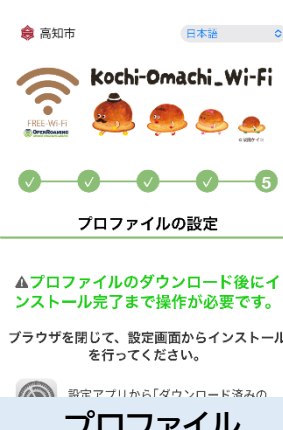 高知市
日本語
Kochi-Omachi_Wi-Fi
FREE Wi-Fi
OPENROAMING
5
プロファイルの設定
⚠プロファイルのダウンロード後にイ
ンストール完了まで操作が必要です。
ブラウザを閉じて、設定画面からインストール
を行ってください。
設定アプリから「ダウンロード済みの
プロファイル